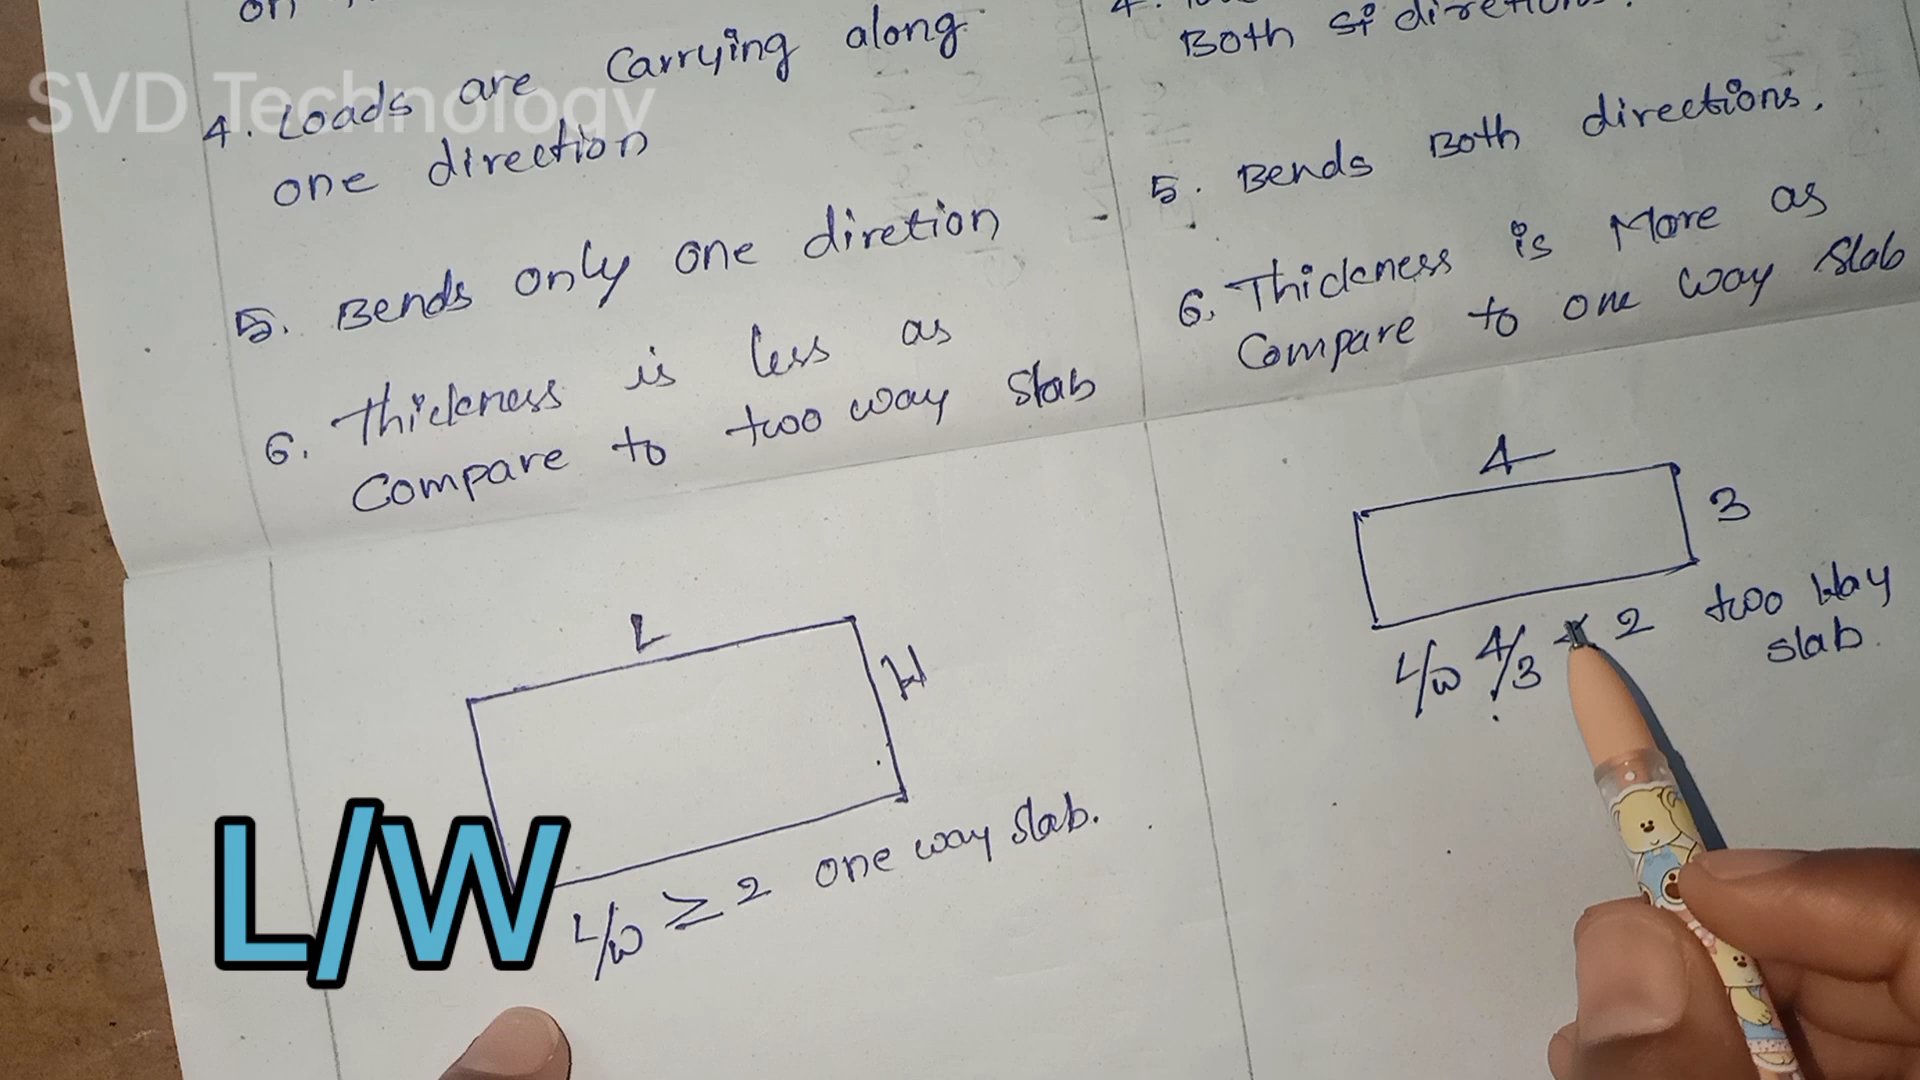 on
4. Loads are Carrying along
one direction
5. Bends only one diretion
6. Thickness is less as
Compare to two way Slab
L
W
L/W ≥ 2 one way slab.
Both
5. Bends Both directions.
6. Thickness is More as
Compare to one way Slab
4
3
L/W 4/3 < 2 two Way
slab.
SVD Technology
L/W